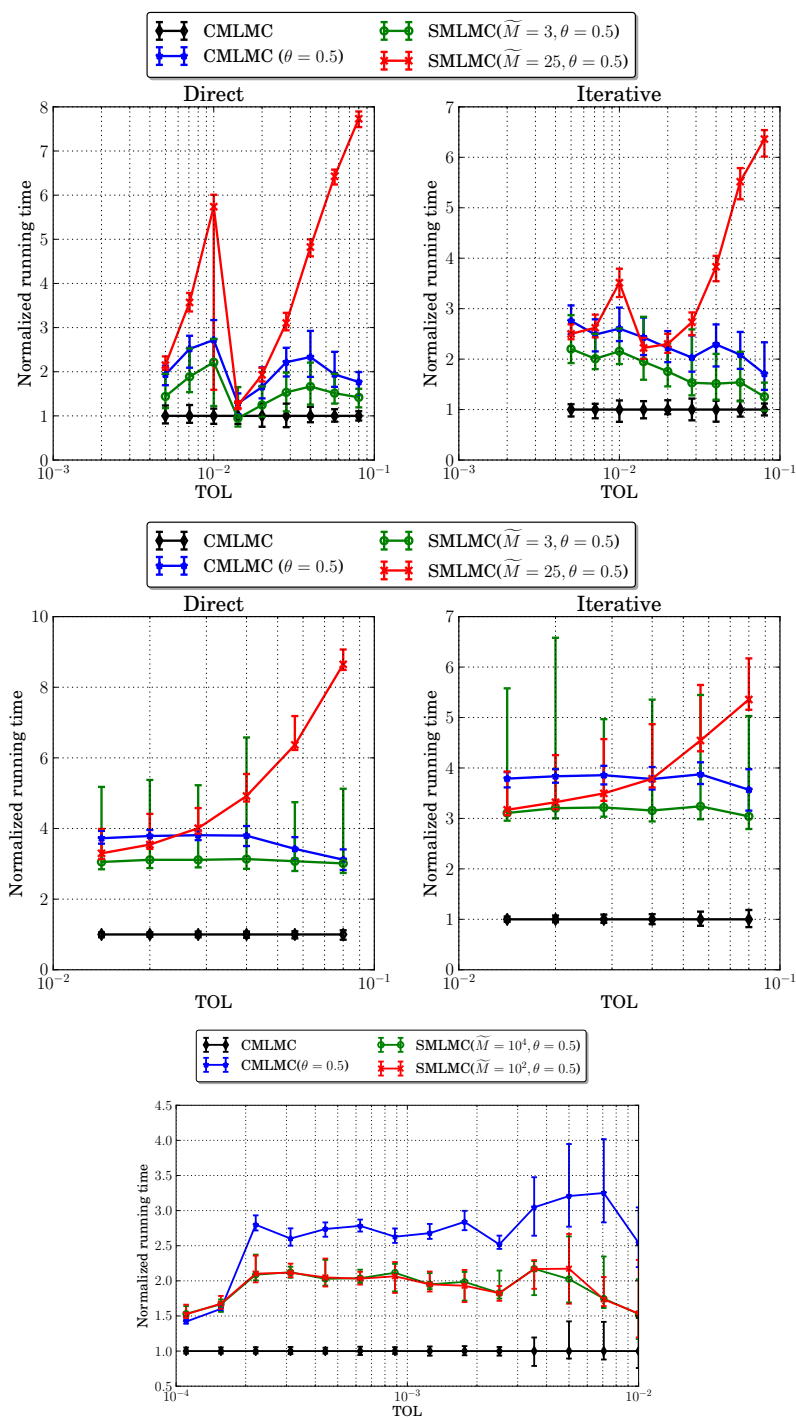 CMLMC
CMLMC (θ = 0.5)
SMLMC(M̃ = 3, θ = 0.5)
SMLMC(M̃ = 25, θ = 0.5)
Direct
Iterative
Normalized running time
8
7
6
5
4
3
2
1
0
10⁻³
10⁻²
10⁻¹
TOL
Normalized running time
7
6
5
4
3
2
1
0
10⁻³
10⁻²
10⁻¹
TOL
CMLMC
CMLMC (θ = 0.5)
SMLMC(M̃ = 3, θ = 0.5)
SMLMC(M̃ = 25, θ = 0.5)
Direct
Iterative
Normalized running time
10
8
6
4
2
0
10⁻²
10⁻¹
TOL
Normalized running time
7
6
5
4
3
2
1
0
10⁻²
10⁻¹
TOL
CMLMC
CMLMC(θ = 0.5)
SMLMC(M̃ = 10⁴, θ = 0.5)
SMLMC(M̃ = 10², θ = 0.5)
Normalized running time
4.5
4.0
3.5
3.0
2.5
2.0
1.5
1.0
0.5
10⁻⁴
10⁻³
10⁻²
TOL